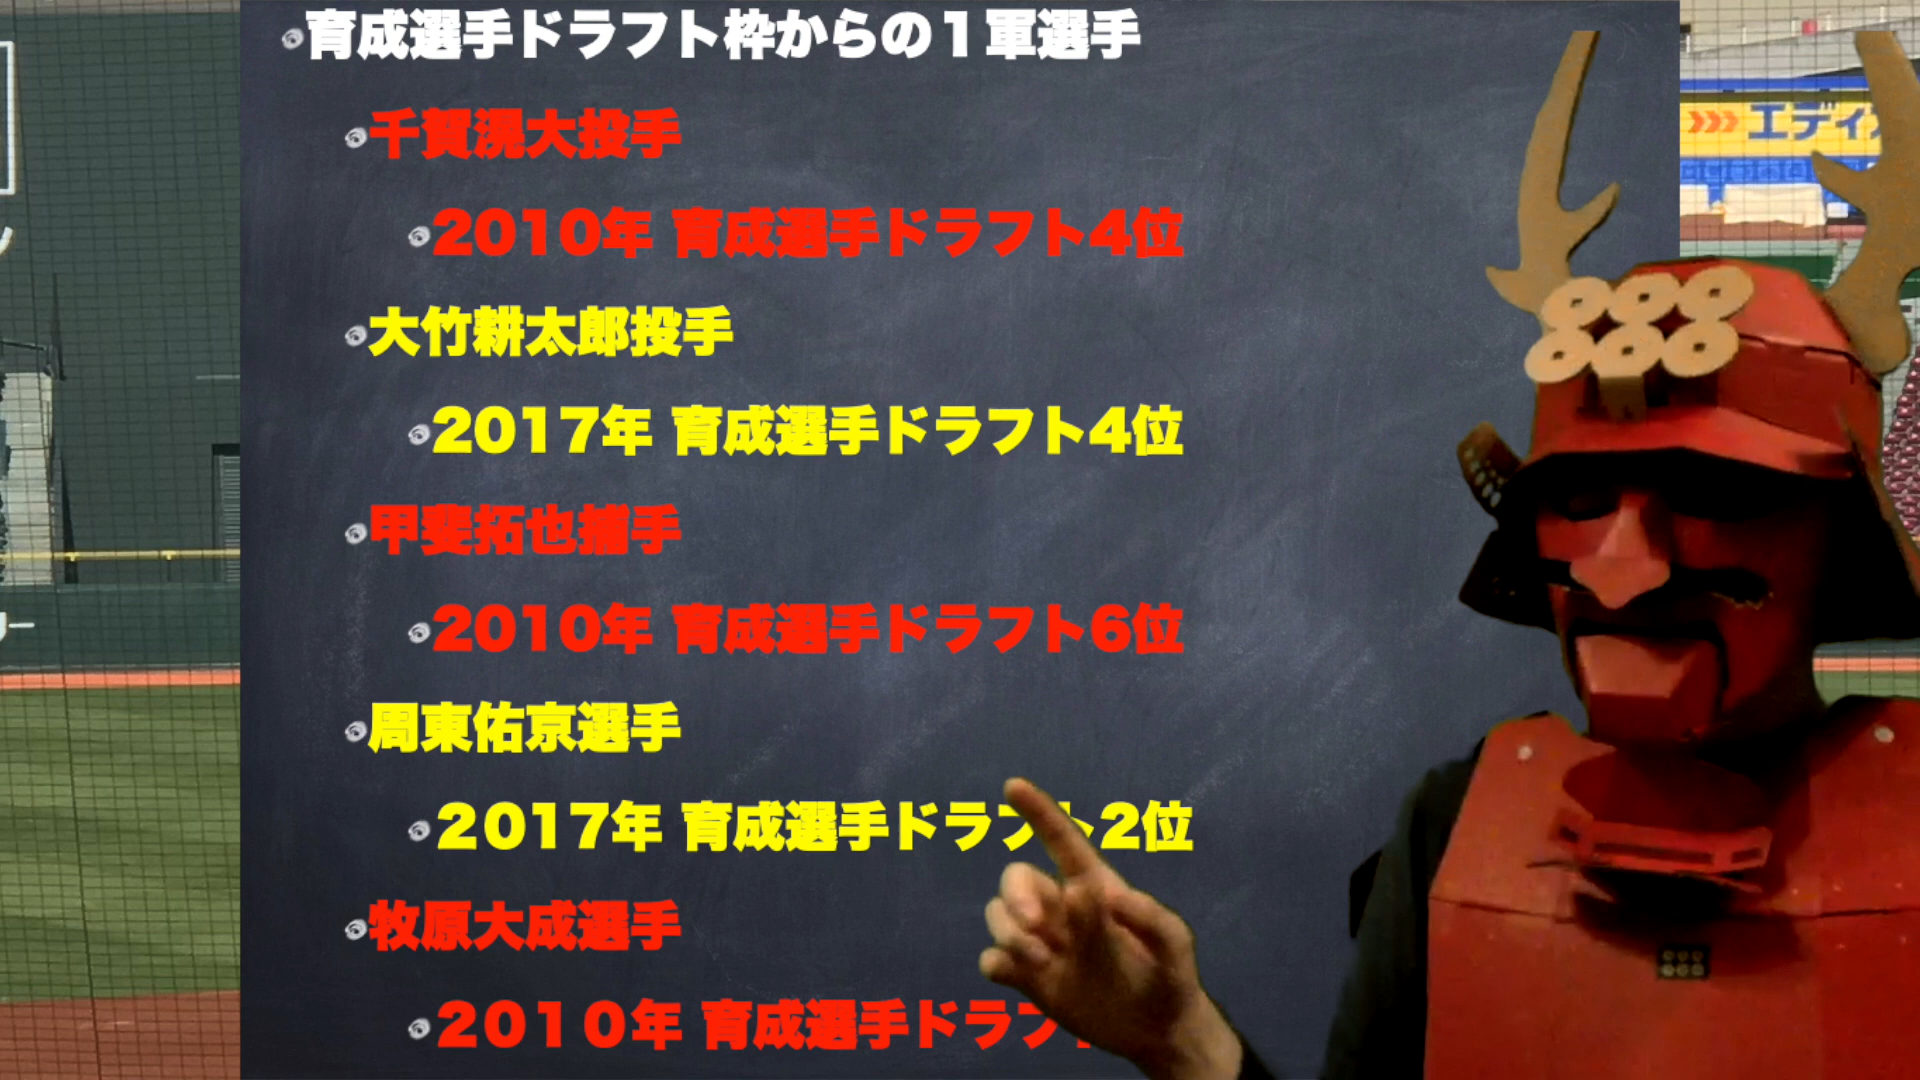 育成選手ドラフト枠からの1軍選手
千賀滉大投手
2010年 育成選手ドラフト4位
大竹耕太郎投手
2017年 育成選手ドラフト4位
甲斐拓也捕手
2010年 育成選手ドラフト6位
周東佑京選手
2017年 育成選手ドラフト2位
牧原大成選手
2010年 育成選手ドラフ
エディ